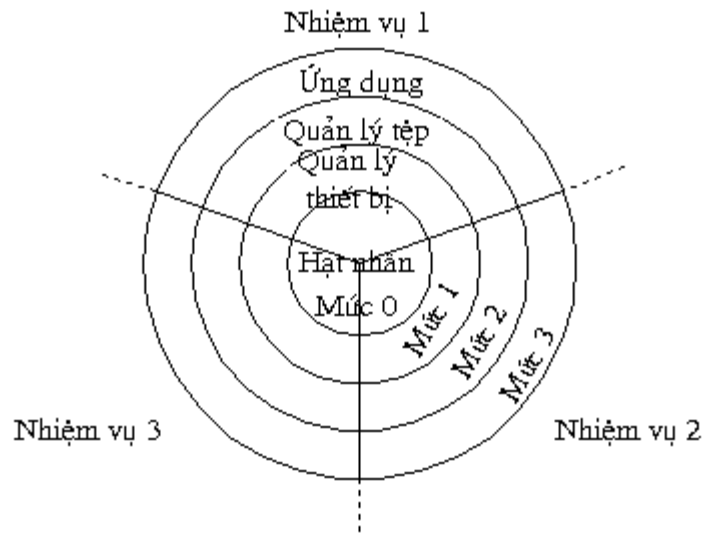 Nhiệm vụ 1
Ứng dụng
Quản lý tệp
Quản lý
thiết bị
Hạt nhân
Mức 0
Mức 1
Mức 2
Mức 3
Nhiệm vụ 3
Nhiệm vụ 2